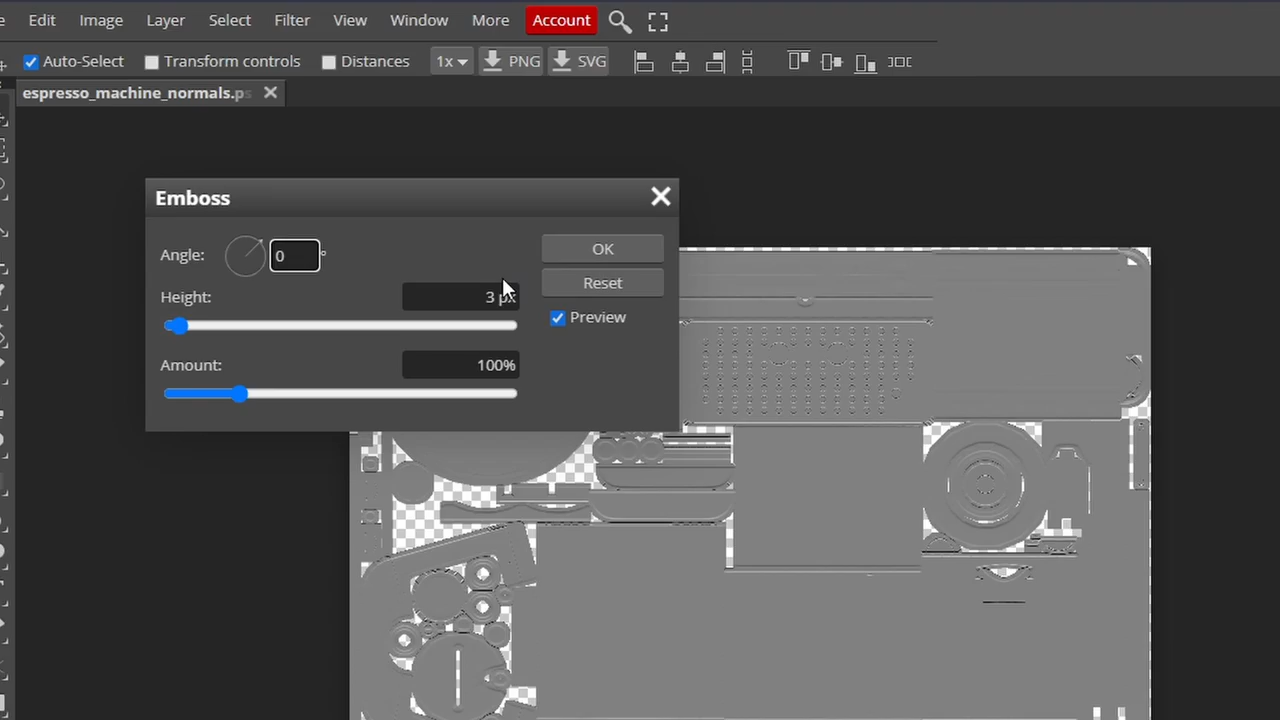 e Edit Image Layer Select Filter View Window More Account
Auto-Select Transform controls Distances 1x PNG SVG
espresso_machine_normals.ps
Emboss
Angle: 0 °
OK
Height: 3 px
Reset
Preview
Amount: 100%